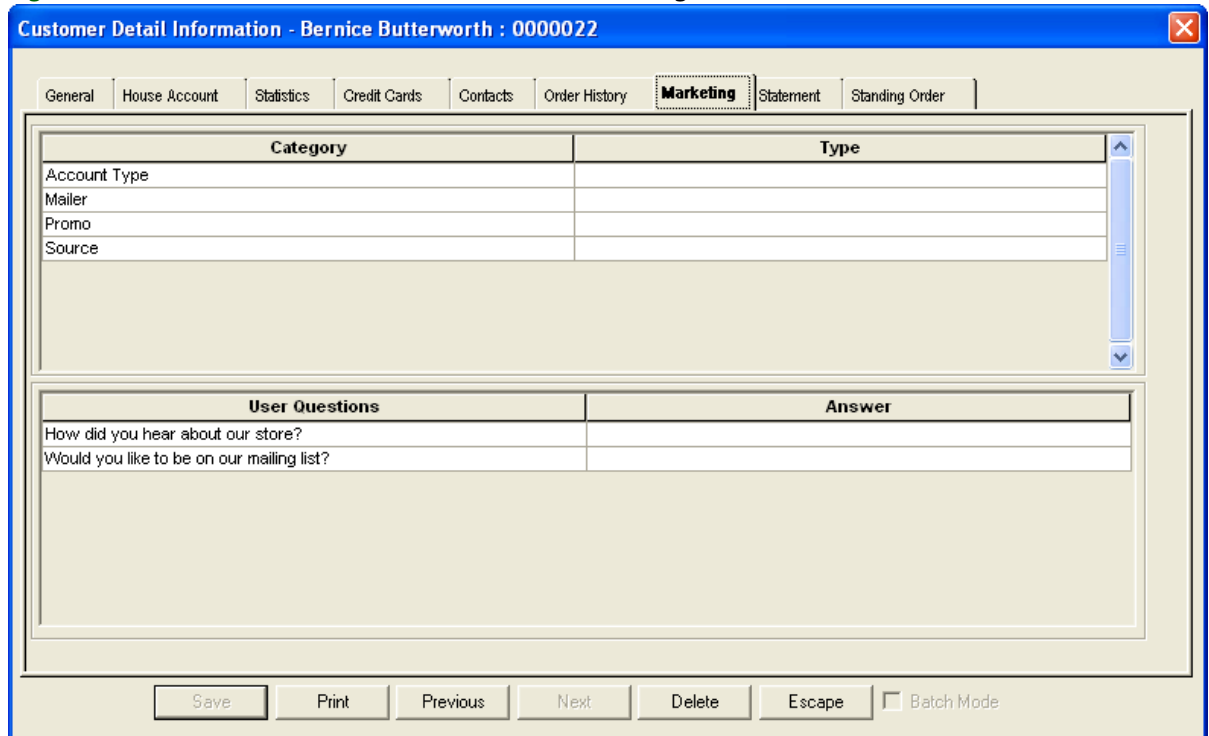 Customer Detail Information - Bernice Butterworth : 0000022
General House Account Statistics Credit Cards Contacts Order History Marketing Statement Standing Order
Category Type
Account Type
Mailer
Promo
Source
User Questions Answer
How did you hear about our store?
Would you like to be on our mailing list?
Save Print Previous Next Delete Escape Batch Mode